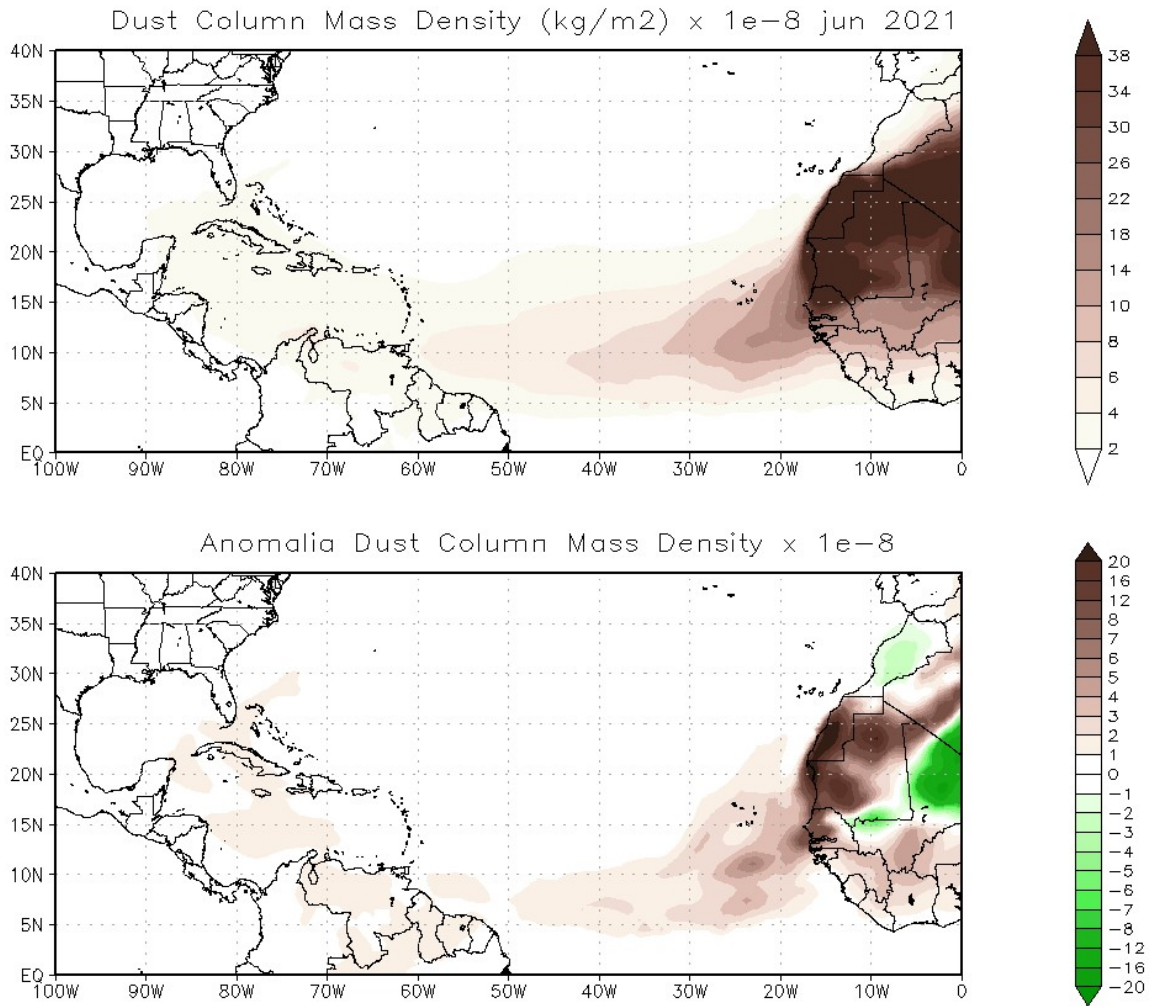 Dust Column Mass Density (kg/m2) x 1e-8 jun 2021
40N
35N
30N
25N
20N
15N
10N
5N
EQ
100W 90W 80W 70W 60W 50W 40W 30W 20W 10W 0
38
34
30
26
22
18
14
10
8
6
4
2
Anomalia Dust Column Mass Density x 1e-8
40N
35N
30N
25N
20N
15N
10N
5N
EQ
100W 90W 80W 70W 60W 50W 40W 30W 20W 10W 0
20
16
12
8
7
6
5
4
3
2
1
0
-1
-2
-3
-4
-5
-6
-7
-8
-12
-16
-20